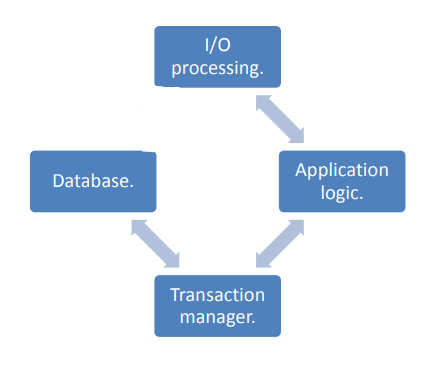 I/O
processing.
Application
logic.
Database.
Transaction
manager.